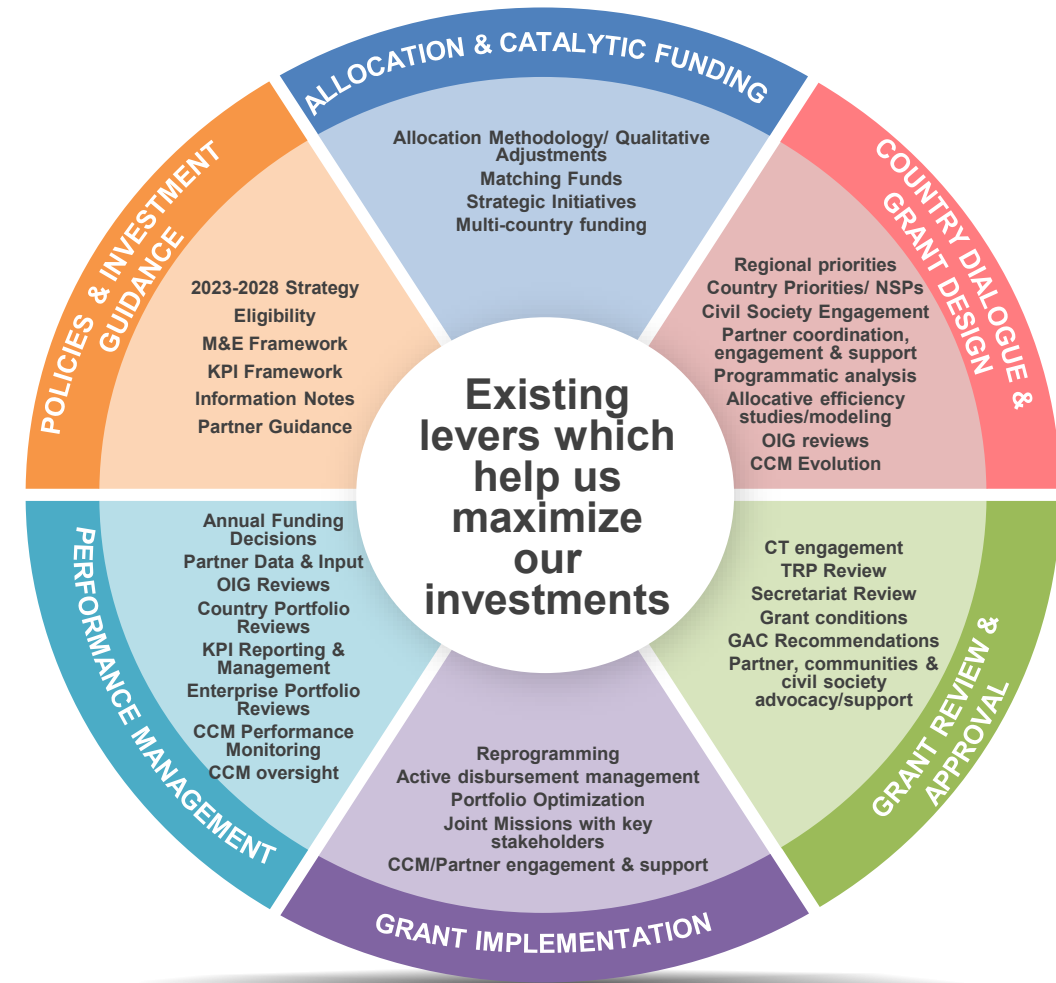 ALLOCATION & CATALYTIC FUNDING
Allocation Methodology/ Qualitative
Adjustments
Matching Funds
Strategic Initiatives
Multi-country funding
COUNTRY DIALOGUE &
GRANT DESIGN
Regional priorities
Country Priorities/ NSPs
Civil Society Engagement
Partner coordination,
engagement & support
Programmatic analysis
Allocative efficiency
studies/modeling
OIG reviews
CCM Evolution
GRANT REVIEW &
APPROVAL
CT engagement
TRP Review
Secretariat Review
Grant conditions
GAC Recommendations
Partner, communities &
civil society
advocacy/support
GRANT IMPLEMENTATION
Reprogramming
Active disbursement management
Portfolio Optimization
Joint Missions with key
stakeholders
CCM/Partner engagement & support
PERFORMANCE MANAGEMENT
Annual Funding
Decisions
Partner Data & Input
OIG Reviews
Country Portfolio
Reviews
KPI Reporting &
Management
Enterprise Portfolio
Reviews
CCM Performance
Monitoring
CCM oversight
POLICIES & INVESTMENT
GUIDANCE
2023-2028 Strategy
Eligibility
M&E Framework
KPI Framework
Information Notes
Partner Guidance
Existing
levers which
help us
maximize
our
investments